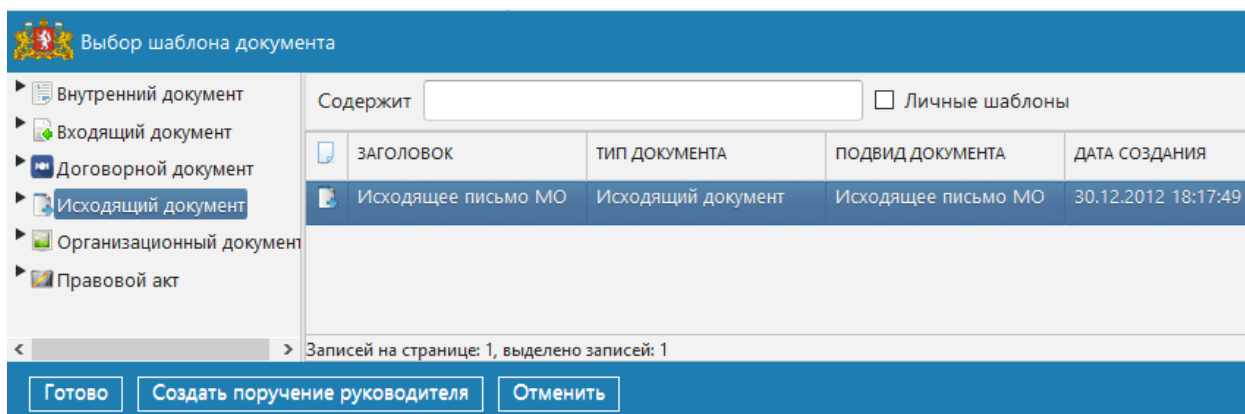 Выбор шаблона документа
Внутренний документ
Входящий документ
Договорной документ
Исходящий документ
Организационный документ
Правовой акт
Содержит
Личные шаблоны
ЗАГОЛОВОК ТИП ДОКУМЕНТА ПОДВИД ДОКУМЕНТА ДАТА СОЗДАНИЯ
Исходящее письмо МО Исходящий документ Исходящее письмо МО 30.12.2012 18:17:49
Записей на странице: 1, выделено записей: 1
Готово Создать поручение руководителя Отменить